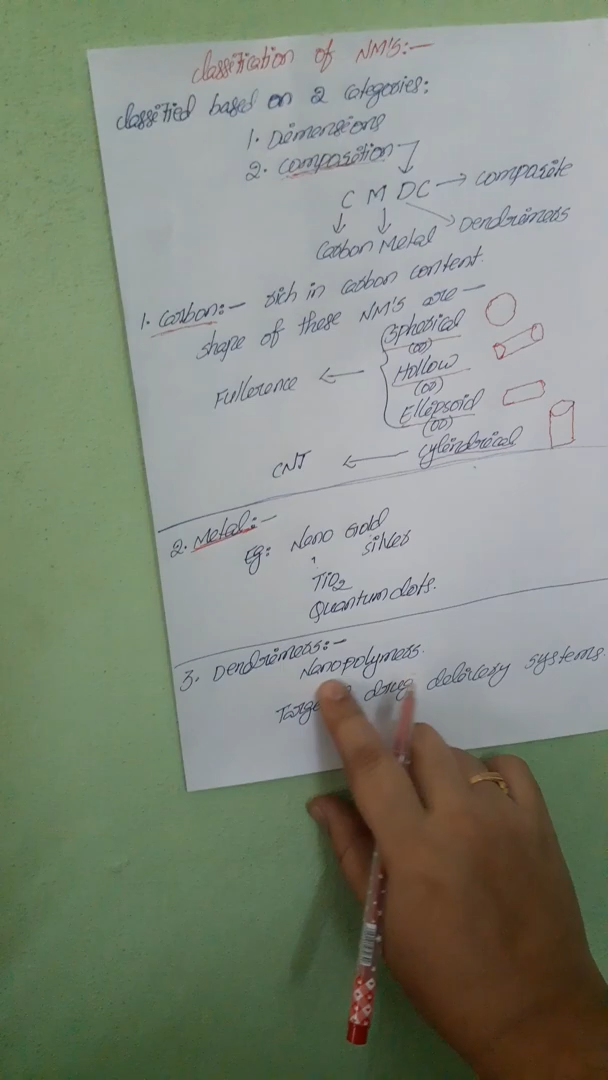 Classification of NM'S:-
Classified based on 2 categories:
1. Dimensions
2. Composition
C M D C → composite
Carbon Metal Dendrimers
1. Carbon:- rich in carbon content.
shape of these NM'S are -
Spherical
(or)
Fullerence ← Hollow
(or)
Ellipsoid
(or)
CNT ← cylindrical
2. Metal:-
Eg: Nano Gold
, silver
TiO2
Quantum dots.
3. Dendrimers:-
Nanopolymers.
drug delivery systems.